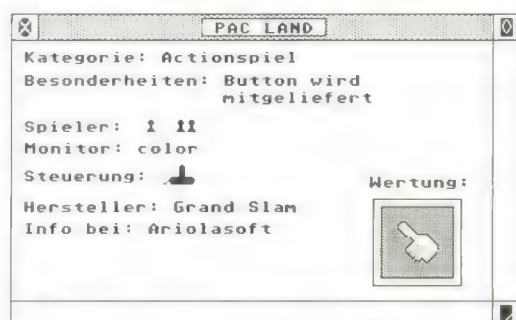 PAC LAND
Kategorie: Actionspiel
Besonderheiten: Button wird
mitgeliefert
Spieler:
Monitor: color
Steuerung:
Wertung:
Hersteller: Grand Slam
Info bei: Ariolasoft